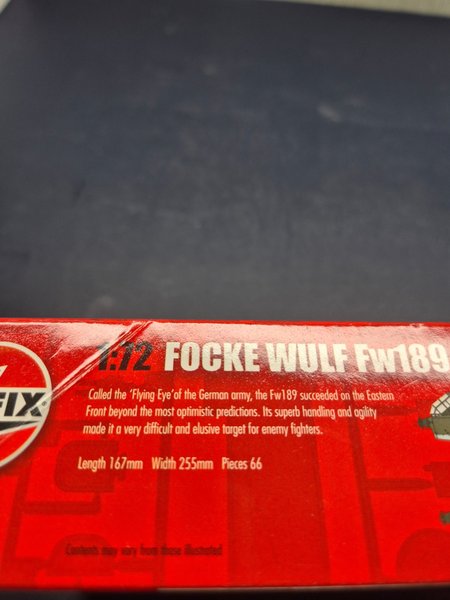 1:72 FOCKE WULF Fw189
FIX
Called the 'Flying Eye'of the German army, the Fw189 succeeded on the Eastern
Front beyond the most optimistic predictions. Its superb handling and agility
made it a very difficult and elusive target for enemy fighters.
Length 167mm Width 255mm Pieces 66
Contents may vary from those illustrated